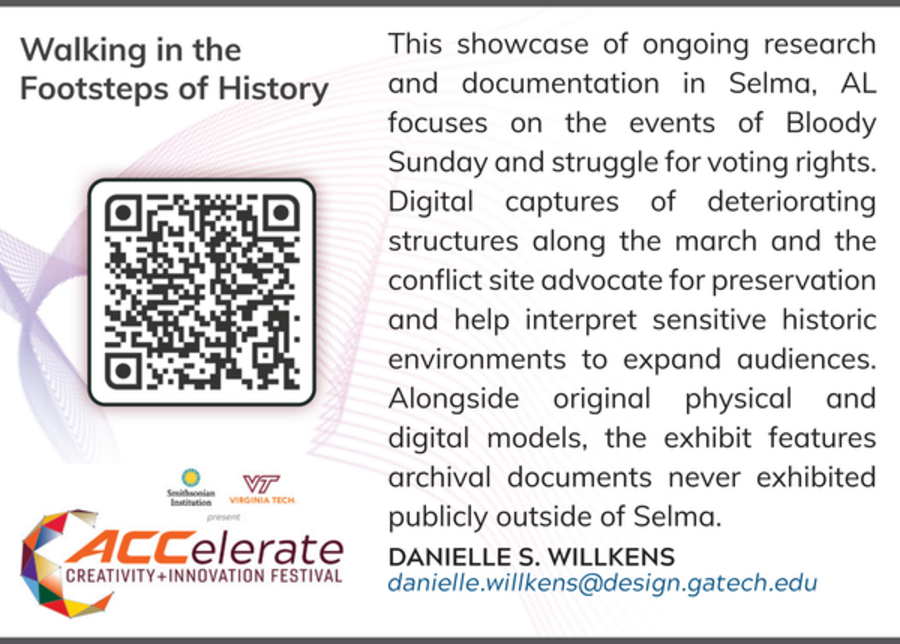 Walking in the
Footsteps of History
This showcase of ongoing research
and documentation in Selma, AL
focuses on the events of Bloody
Sunday and struggle for voting rights.
Digital captures of deteriorating
structures along the march and the
conflict site advocate for preservation
and help interpret sensitive historic
environments to expand audiences.
Alongside original physical and
digital models, the exhibit features
archival documents never exhibited
publicly outside of Selma.
DANIELLE S. WILLKENS
danielle.willkens@design.gatech.edu
Smithsonian
Institution
VT
VIRGINIA TECH.
present
ACCelerate
CREATIVITY+INNOVATION FESTIVAL